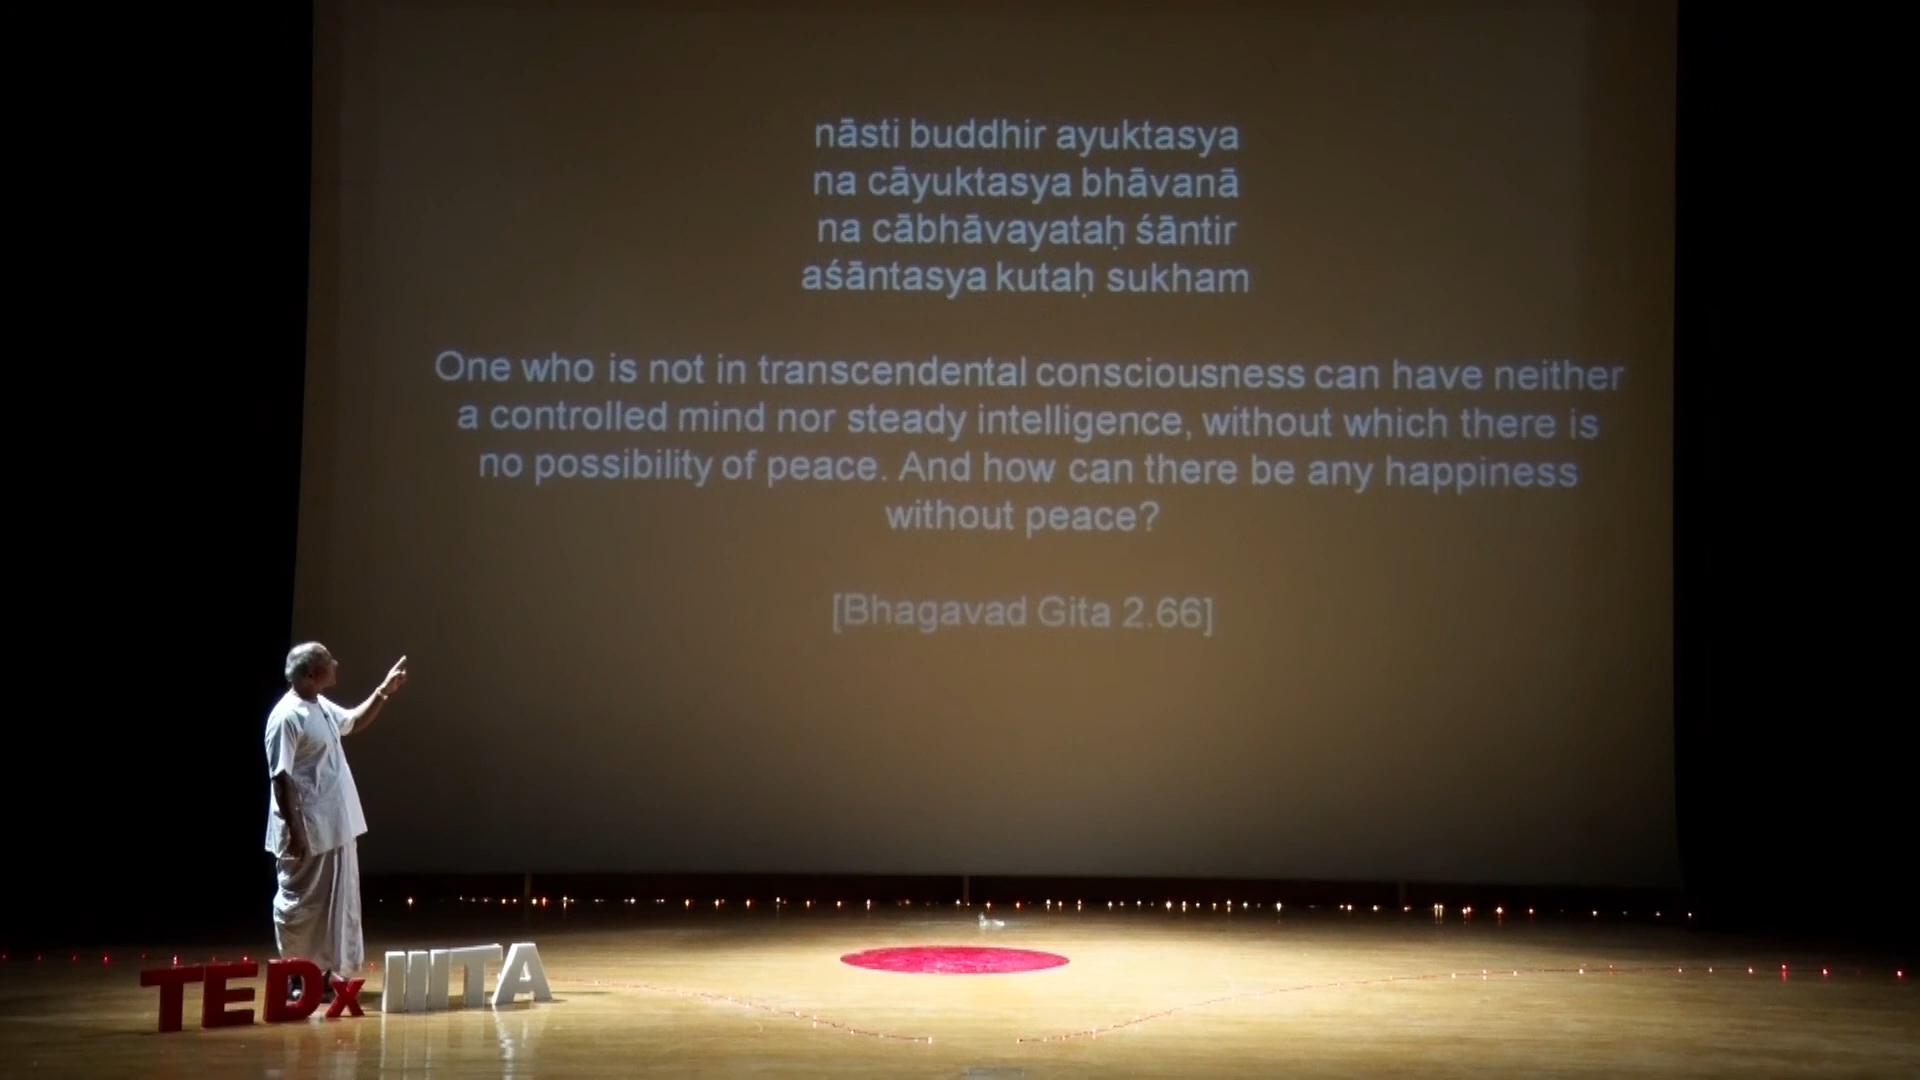 nāsti buddhir ayuktasya
na cāyuktasya bhāvanā
na cābhāvayataḥ śāntir
aśāntasya kutaḥ sukham
One who is not in transcendental consciousness can have neither
a controlled mind nor steady intelligence, without which there is
no possibility of peace. And how can there be any happiness
without peace?
[Bhagavad Gita 2.66]
TEDx IIITA